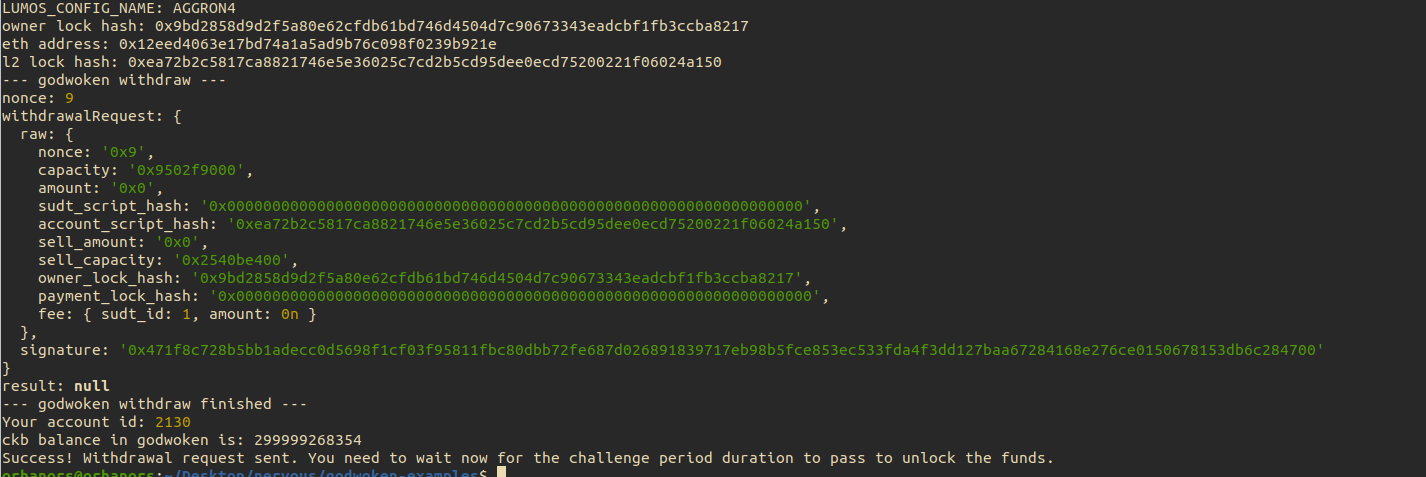 LUMOS_CONFIG_NAME: AGGRON4
owner lock hash: 0x9bd2858d9d2f5a80e62cfdb61bd746d4504d7c90673343eadcbf1fb3ccba8217
eth address: 0x12eed4063e17bd74a1a5ad9b76c098f0239b921e
l2 lock hash: 0xea72b2c5817ca8821746e5e36025c7cd2b5cd95dee0ecd75200221f06024a150
--- godwoken withdraw ---
nonce: 9
withdrawalRequest: {
  raw: {
    nonce: '0x9',
    capacity: '0x9502f9000',
    amount: '0x0',
    sudt_script_hash: '0x0000000000000000000000000000000000000000000000000000000000000000',
    account_script_hash: '0xea72b2c5817ca8821746e5e36025c7cd2b5cd95dee0ecd75200221f06024a150',
    sell_amount: '0x0',
    sell_capacity: '0x2540be400',
    owner_lock_hash: '0x9bd2858d9d2f5a80e62cfdb61bd746d4504d7c90673343eadcbf1fb3ccba8217',
    payment_lock_hash: '0x0000000000000000000000000000000000000000000000000000000000000000',
    fee: { sudt_id: 1, amount: 0n }
  },
  signature: '0x471f8c728b5bb1adecc0d5698f1cf03f95811fbc80dbb72fe687d026891839717eb98b5fce853ec533fda4f3dd127baa67284168e276ce0150678153db6c284700'
}
result: null
--- godwoken withdraw finished ---
Your account id: 2130
ckb balance in godwoken is: 299999268354
Success! Withdrawal request sent. You need to wait now for the challenge period duration to pass to unlock the funds.
orbanors@orbanors:~/Desktop/nervous/godwoken-examples$